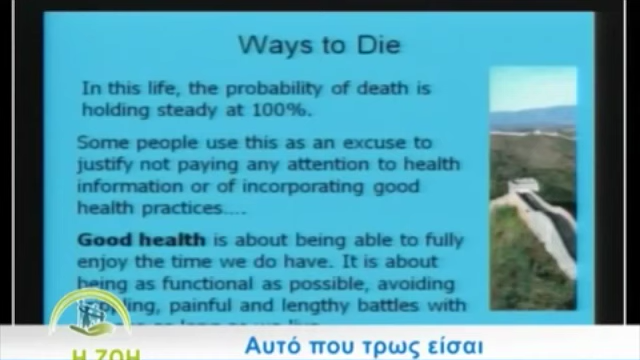 Ways to Die
In this life, the probability of death is
holding steady at 100%.
Some people use this as an excuse to
justify not paying any attention to health
information or of incorporating good
health practices....
Good health is about being able to fully
enjoy the time we do have. It is about
being as functional as possible, avoiding
painful and lengthy battles with
Η ΖΩΗ
Αυτό που τρως είσαι